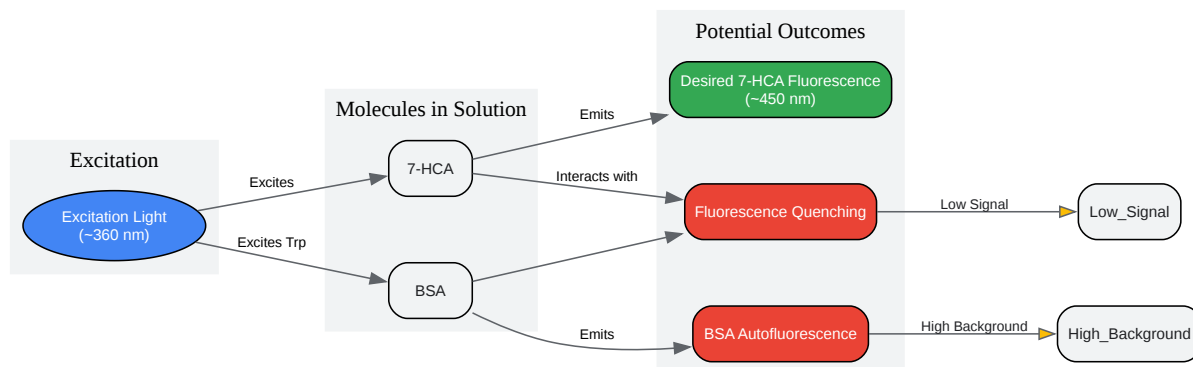 Potential Outcomes
Desired 7-HCA Fluorescence
(~450 nm)
Molecules in Solution
Emits
Excitation
7-HCA
Excites
Interacts with
Excitation Light
(~360 nm)
Fluorescence Quenching
Low Signal
Low_Signal
Excites Trp
BSA
Emits
BSA Autofluorescence
High Background
High_Background